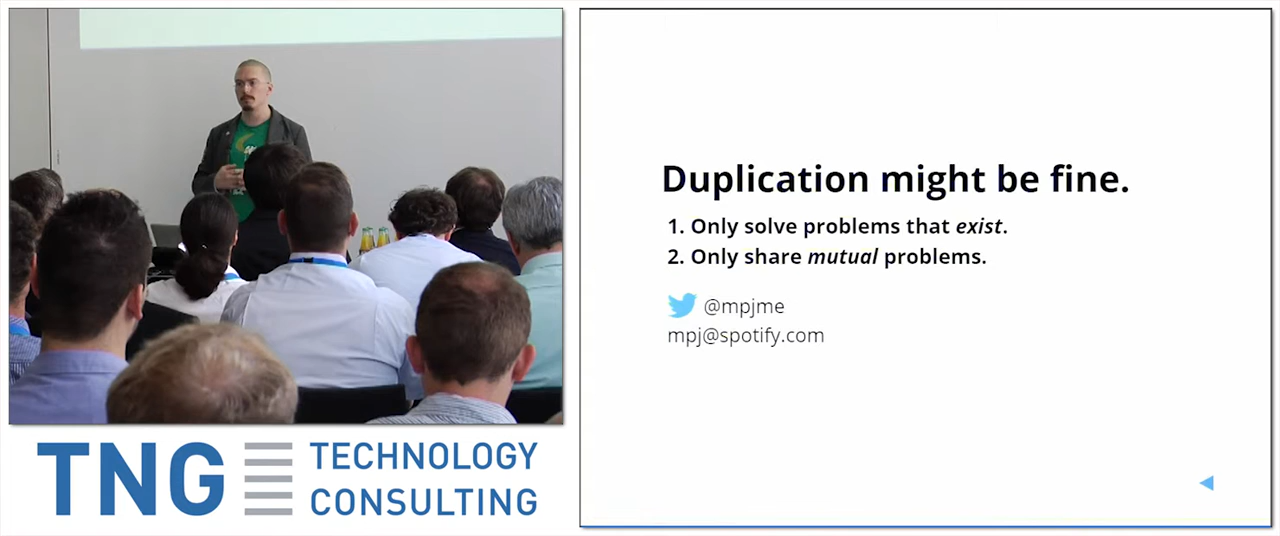 Duplication might be fine.
1. Only solve problems that exist.
2. Only share mutual problems.
@mpjme
mpj@spotify.com
TNG TECHNOLOGY
CONSULTING